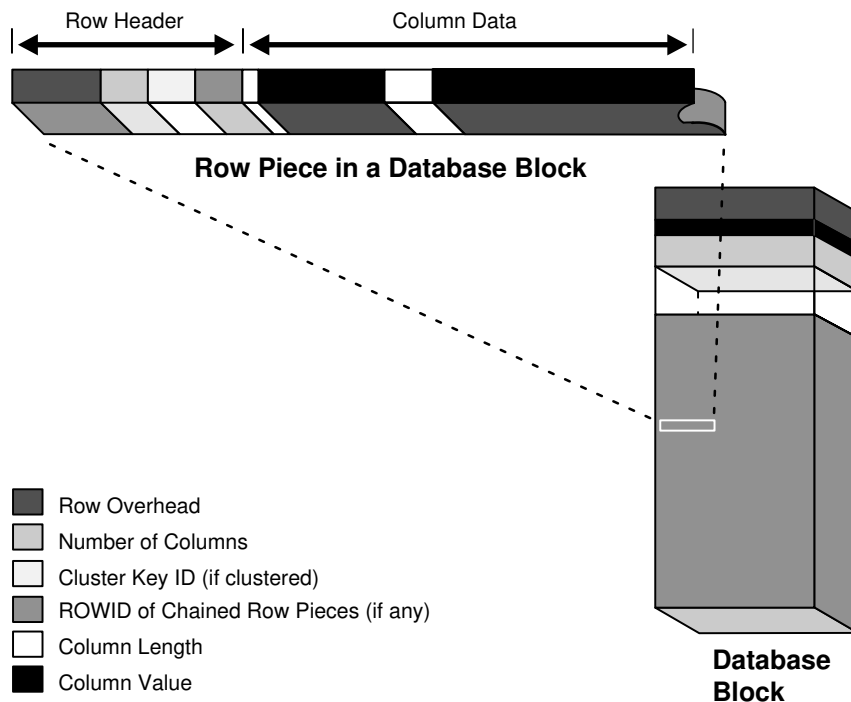 Row Header
Column Data
Row Piece in a Database Block
Row Overhead
Number of Columns
Cluster Key ID (if clustered)
ROWID of Chained Row Pieces (if any)
Column Length
Column Value
Database
Block